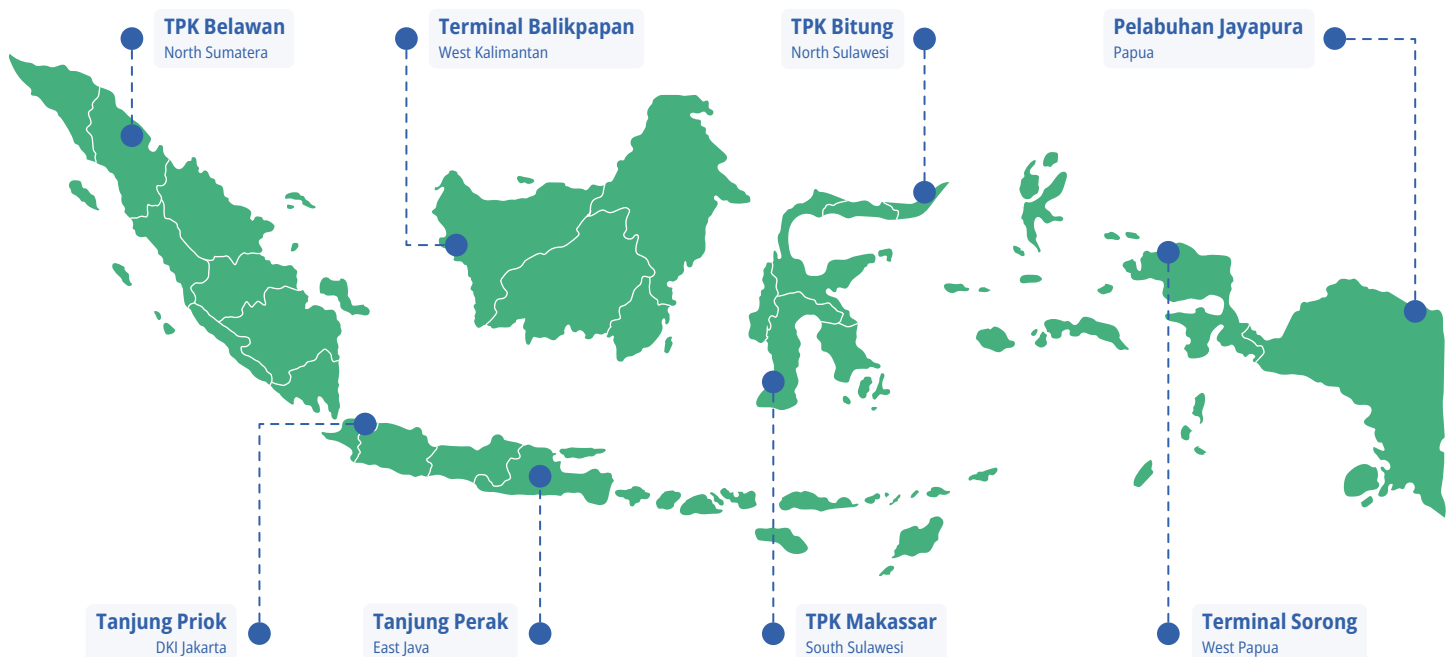 TPK Belawan
North Sumatera
Terminal Balikpapan
West Kalimantan
TPK Bitung
North Sulawesi
Pelabuhan Jayapura
Papua
Tanjung Priok
DKI Jakarta
Tanjung Perak
East Java
TPK Makassar
South Sulawesi
Terminal Sorong
West Papua